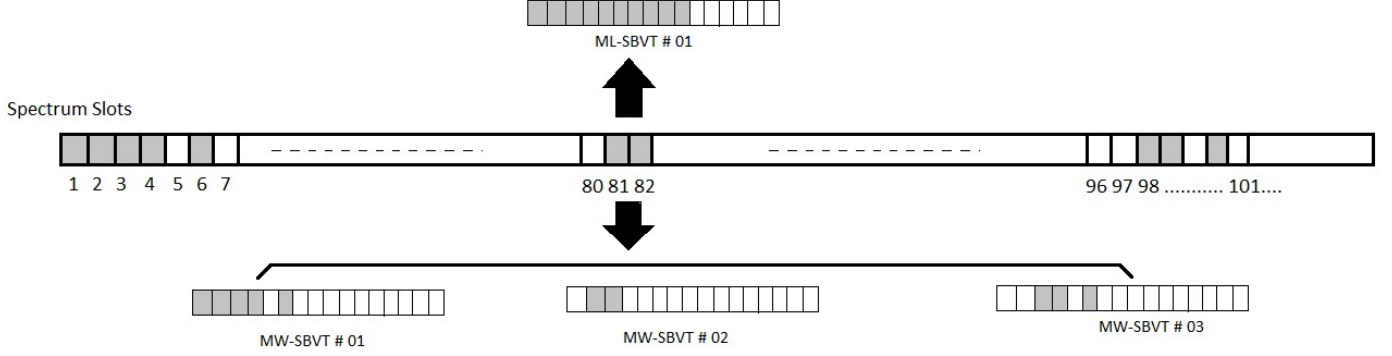 ML-SBVT # 01
Spectrum Slots
1 2 3 4 5 6 7
80 81 82
96 97 98 ........... 101....
MW-SBVT # 01
MW-SBVT # 02
MW-SBVT # 03